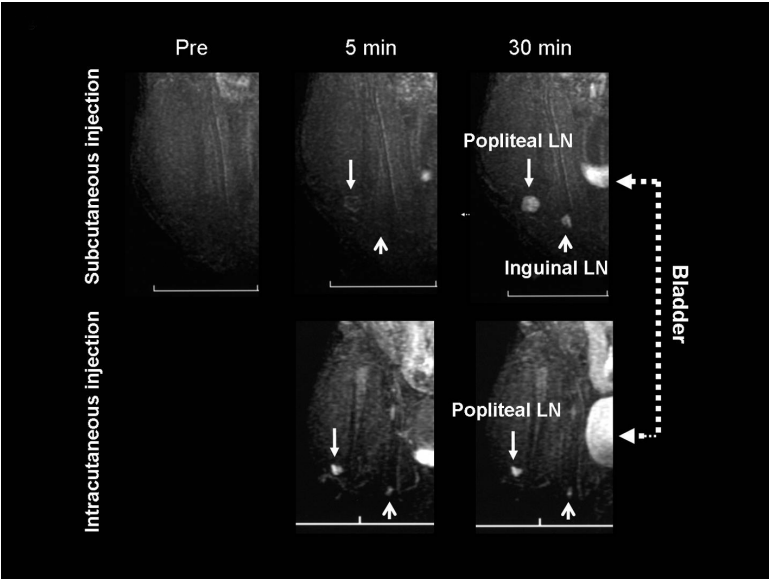 Pre 5 min 30 min
Subcutaneous injection
Popliteal LN
Inguinal LN
Bladder
Intracutaneous injection
Popliteal LN